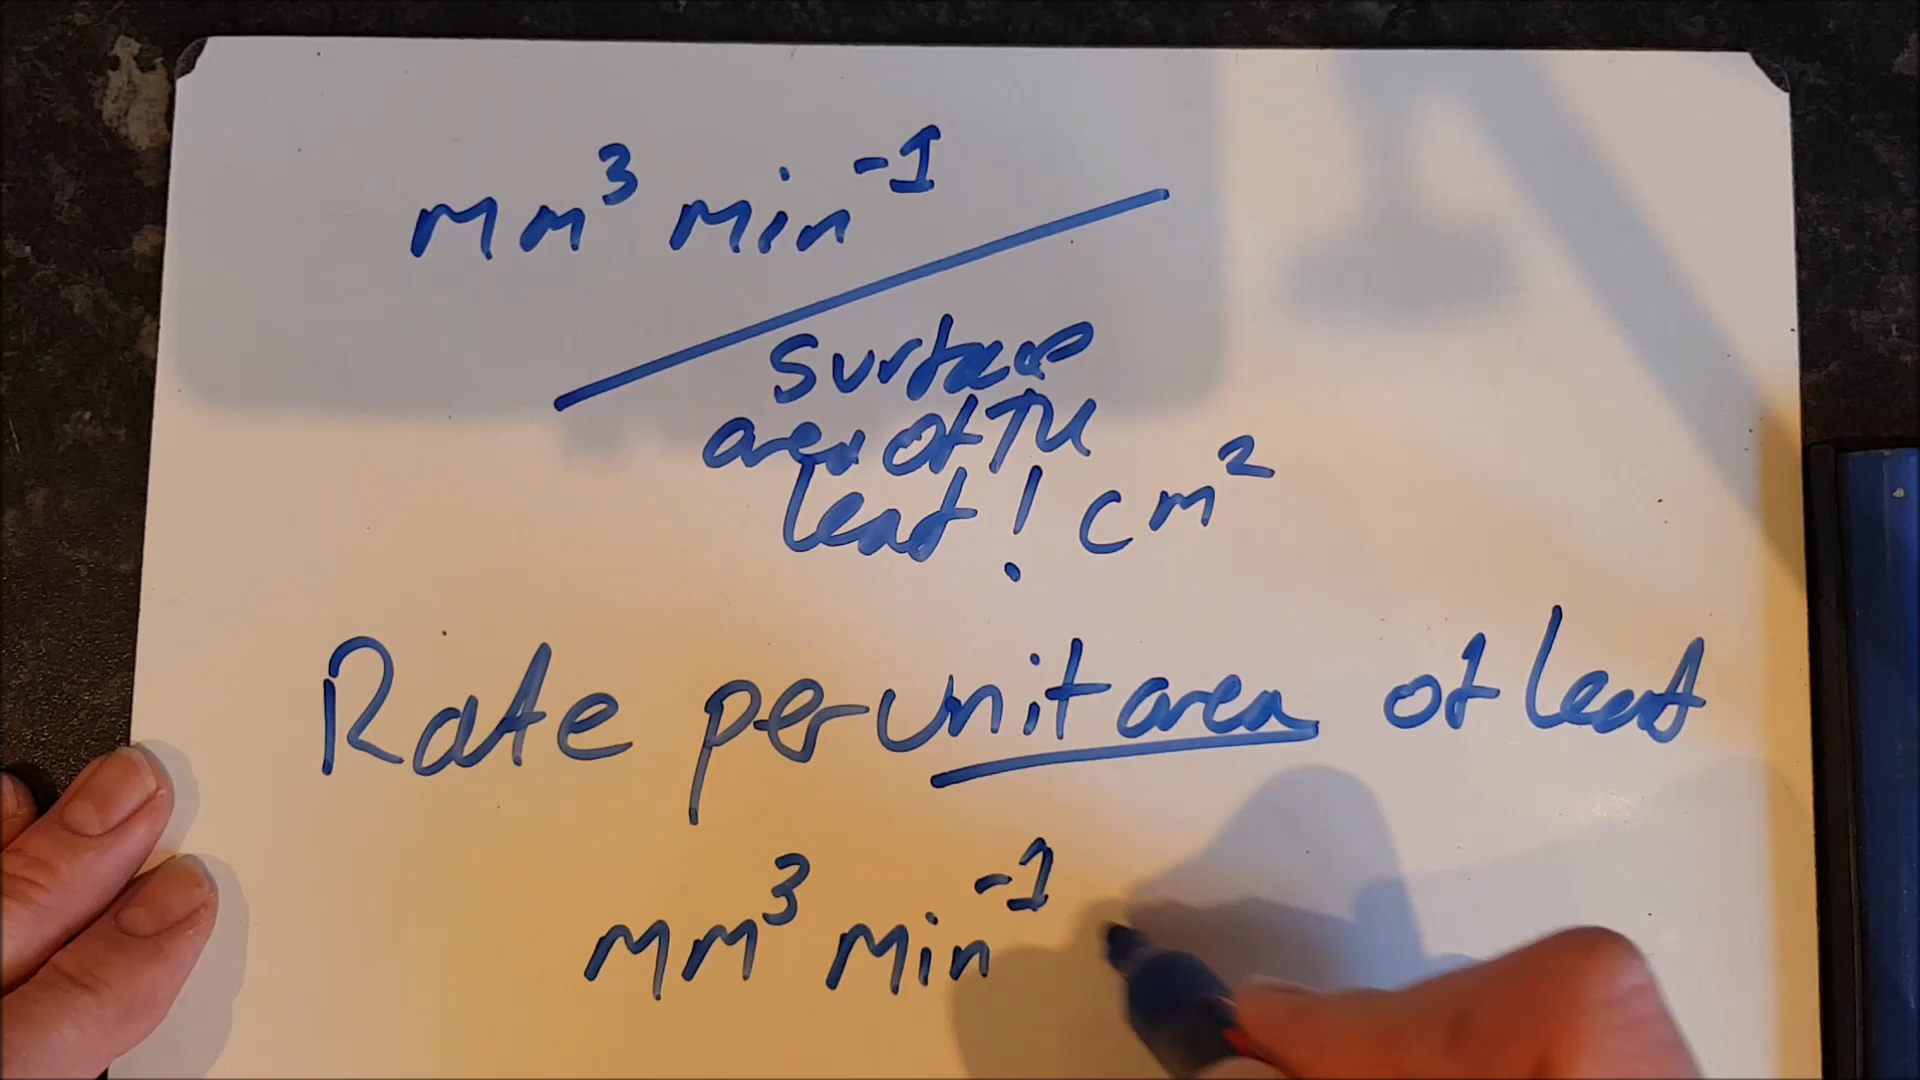 mm³ min⁻¹
surface
area of the
leaf! cm²
Rate per unit area of leaf
mm³ min⁻¹